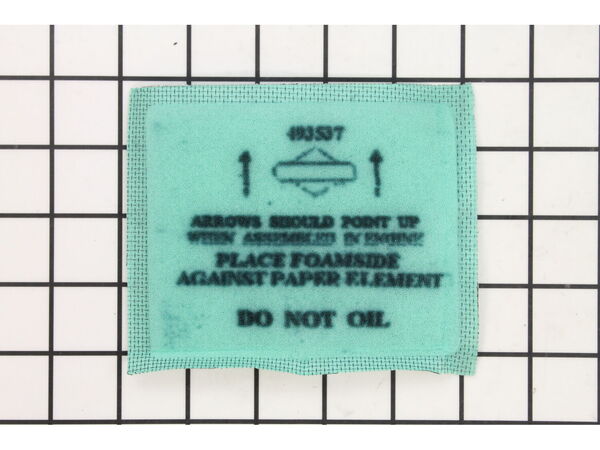 493537
ARROWS SHOULD POINT UP
WHEN ASSEMBLED IN ENGINE
PLACE FOAMSIDE
AGAINST PAPER ELEMENT
DO NOT OIL